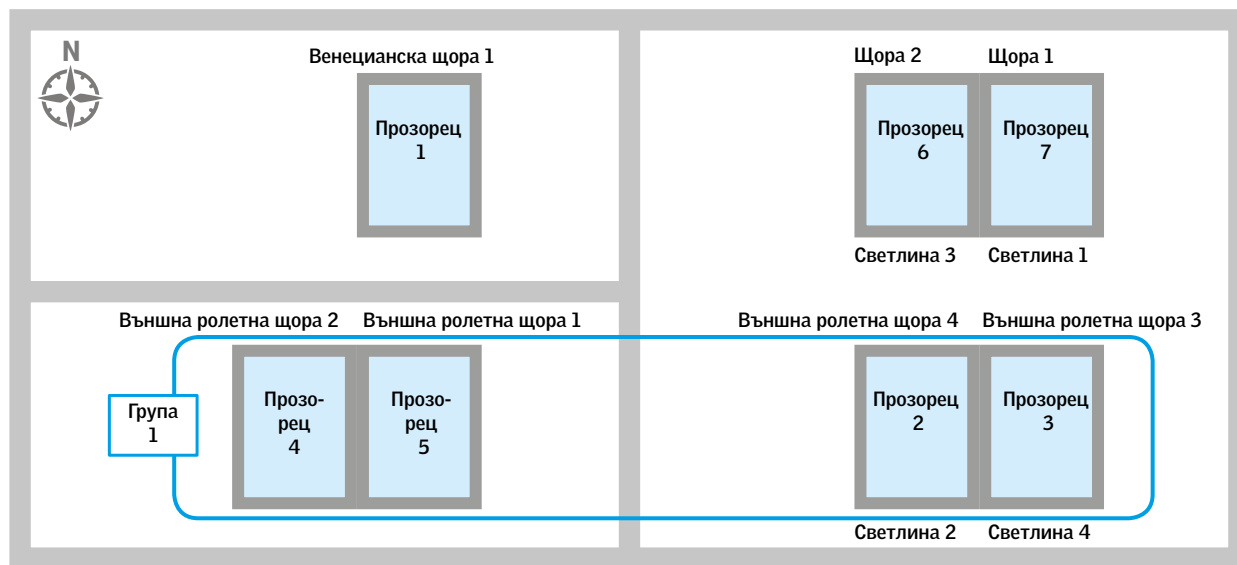 N
Венецианска щора 1
Прозорец
1
Щора 2
Щора 1
Прозорец
6
Прозорец
7
Светлина 3
Светлина 1
Външна ролетна щора 2
Външна ролетна щора 1
Външна ролетна щора 4
Външна ролетна щора 3
Група
1
Прозо-
рец
4
Прозо-
рец
5
Прозорец
2
Прозорец
3
Светлина 2
Светлина 4